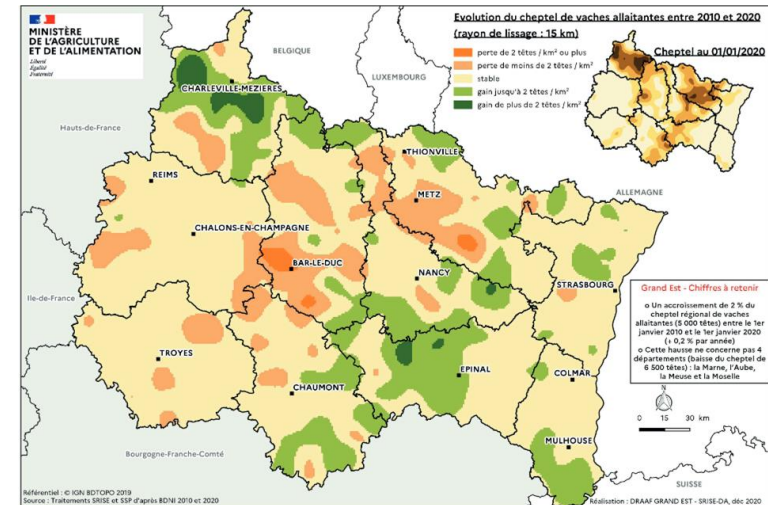 MINISTÈRE
DE L'AGRICULTURE
ET DE L'ALIMENTATION
Liberté
Égalité
Fraternité
Evolution du cheptel de vaches allaitantes entre 2010 et 2020
(rayon de lissage : 15 km)
perte de 2 têtes / km² ou plus
perte de moins de 2 têtes / km²
stable
gain jusqu'à 2 têtes / km²
gain de plus de 2 têtes / km²
Cheptel au 01/01/2020
BELGIQUE
LUXEMBOURG
CHARLEVILLE-MEZIERES
Hauts-de-France
THIONVILLE
REIMS
METZ
ALLEMAGNE
CHALONS-EN-CHAMPAGNE
BAR-LE-DUC
NANCY
STRASBOURG
Ile-de-France
Grand Est - Chiffres à retenir
o Un accroissement de 2 % du
cheptel régional de vaches
allaitantes (5 000 têtes) entre le 1er
janvier 2010 et le 1er janvier 2020
(+ 0,2 % par année)
o Cette hausse ne concerne pas 4
départements (baisse du cheptel de
6 500 têtes) : la Marne, l'Aube,
la Meuse et la Moselle
TROYES
CHAUMONT
EPINAL
COLMAR
N
0 15 30 km
MULHOUSE
Bourgogne-Franche-Comté
SUISSE
Référentiel : © IGN BDTOPO 2019
Source : Traitements SRISE et SSP d'après BDNI 2010 et 2020
Réalisation : DRAAF GRAND EST - SRISE-DA, déc 2020